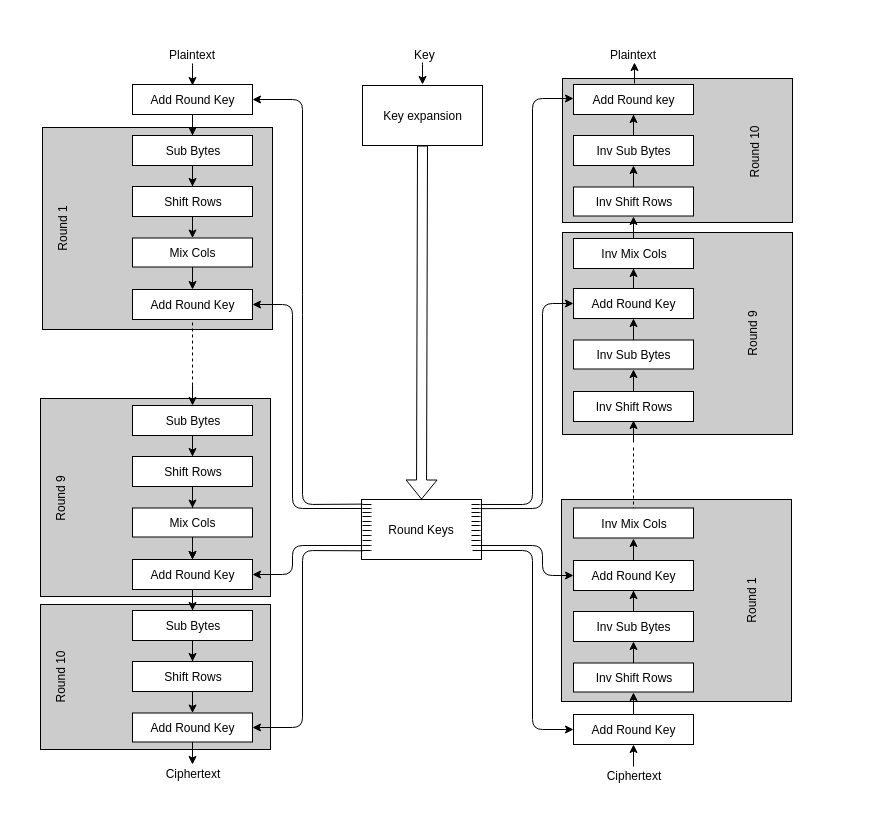 Plaintext
Add Round Key
Round 1
Sub Bytes
Shift Rows
Mix Cols
Add Round Key
Round 9
Sub Bytes
Shift Rows
Mix Cols
Add Round Key
Round 10
Sub Bytes
Shift Rows
Add Round Key
Ciphertext
Key
Key expansion
Round Keys
Plaintext
Add Round key
Inv Sub Bytes
Inv Shift Rows
Round 10
Inv Mix Cols
Add Round Key
Inv Sub Bytes
Inv Shift Rows
Round 9
Inv Mix Cols
Add Round Key
Inv Sub Bytes
Inv Shift Rows
Round 1
Add Round Key
Ciphertext